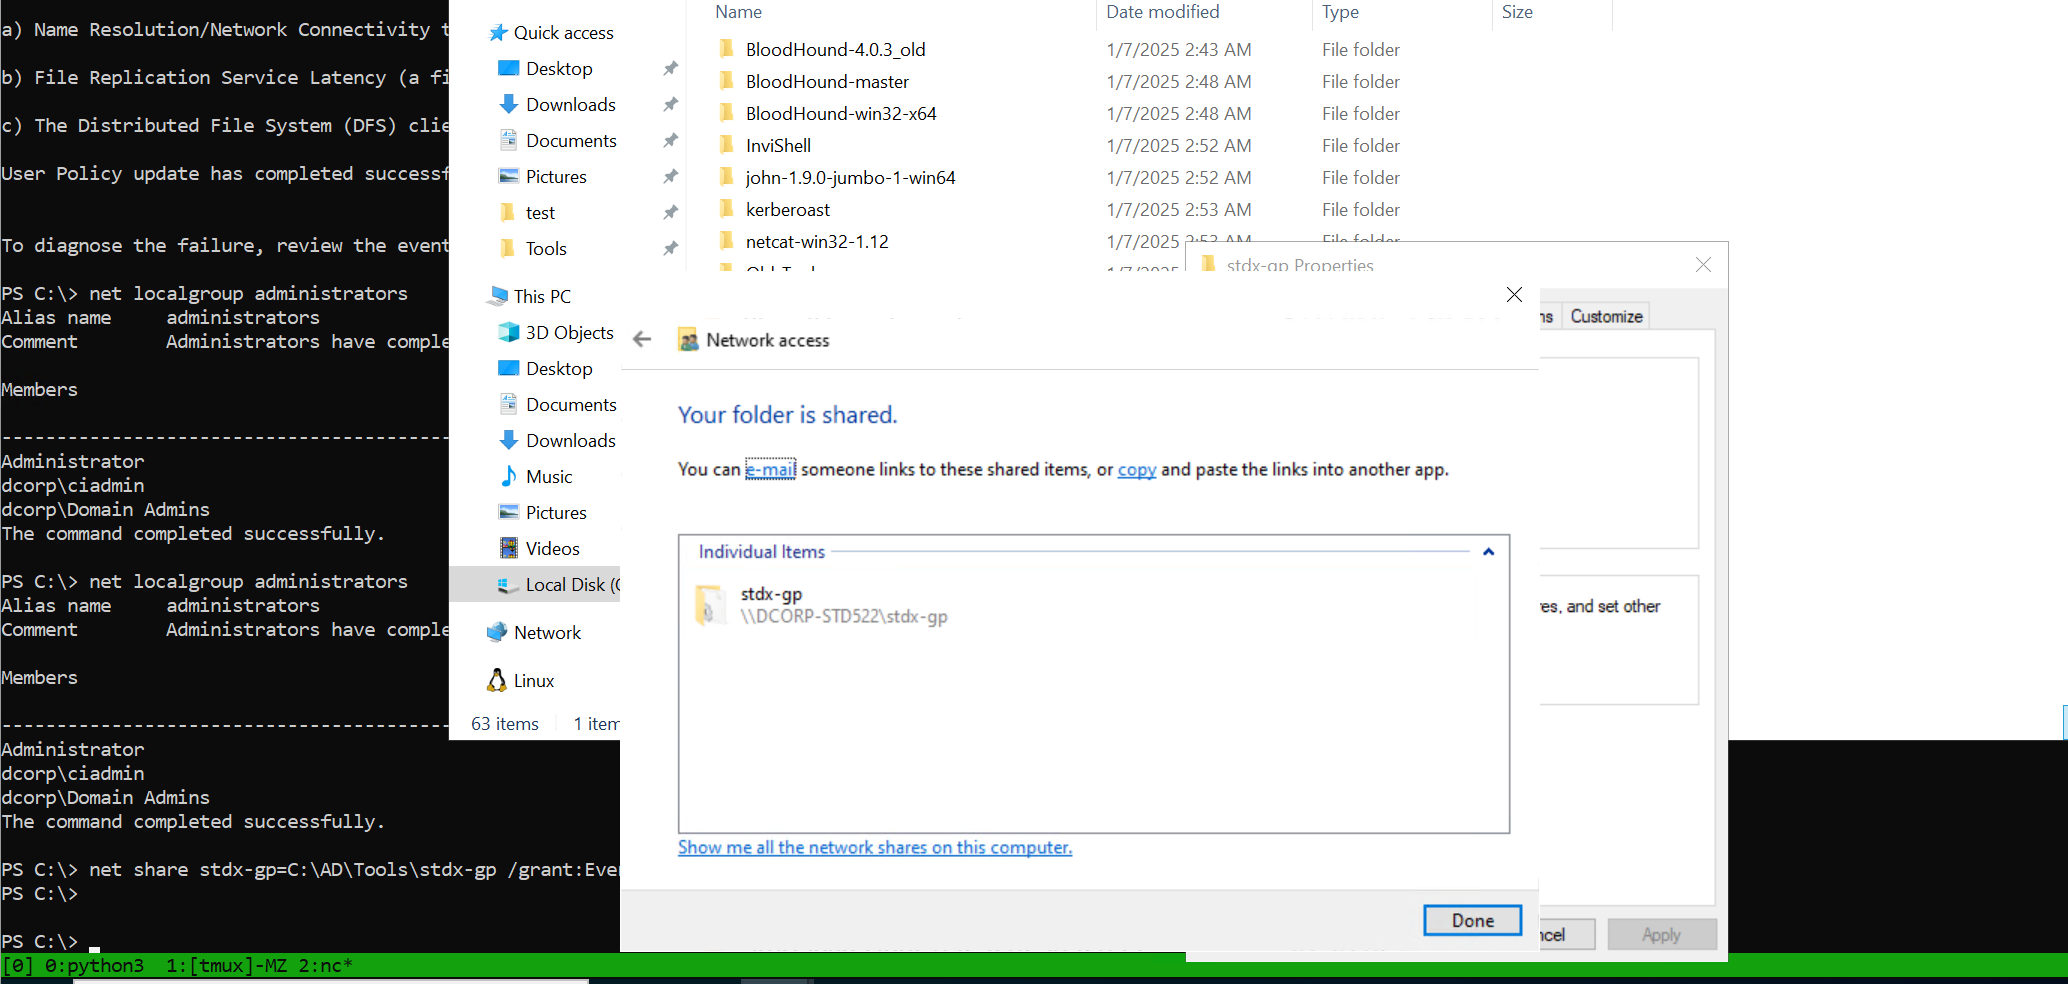 a) Name Resolution/Network Connectivity t
b) File Replication Service Latency (a fi
c) The Distributed File System (DFS) clie
User Policy update has completed successf
To diagnose the failure, review the event
PS C:\> net localgroup administrators
Alias name     administrators
Comment        Administrators have comple
Members
-----------------------------------------
Administrator
dcorp\ciadmin
dcorp\Domain Admins
The command completed successfully.
PS C:\> net localgroup administrators
Alias name     administrators
Comment        Administrators have comple
Members
-----------------------------------------
Administrator
dcorp\ciadmin
dcorp\Domain Admins
The command completed successfully.
PS C:\> net share stdx-gp=C:\AD\Tools\stdx-gp /grant:Ever
PS C:\>
PS C:\>
[0] 0:python3  1:[tmux]-MZ 2:nc*
Quick access
Desktop
Downloads
Documents
Pictures
test
Tools
This PC
3D Objects
Desktop
Documents
Downloads
Music
Pictures
Videos
Local Disk (C
Network
Linux
63 items
1 item
Name Date modified Type Size
BloodHound-4.0.3_old 1/7/2025 2:43 AM File folder
BloodHound-master 1/7/2025 2:48 AM File folder
BloodHound-win32-x64 1/7/2025 2:48 AM File folder
InviShell 1/7/2025 2:52 AM File folder
john-1.9.0-jumbo-1-win64 1/7/2025 2:52 AM File folder
kerberoast 1/7/2025 2:53 AM File folder
netcat-win32-1.12 1/7/2025 2:53 AM File folder
stdx-gp Properties
ns Customize
res, and set other
ncel Apply
Network access
Your folder is shared.
You can e-mail someone links to these shared items, or copy and paste the links into another app.
Individual Items
stdx-gp
\\DCORP-STD522\stdx-gp
Show me all the network shares on this computer.
Done